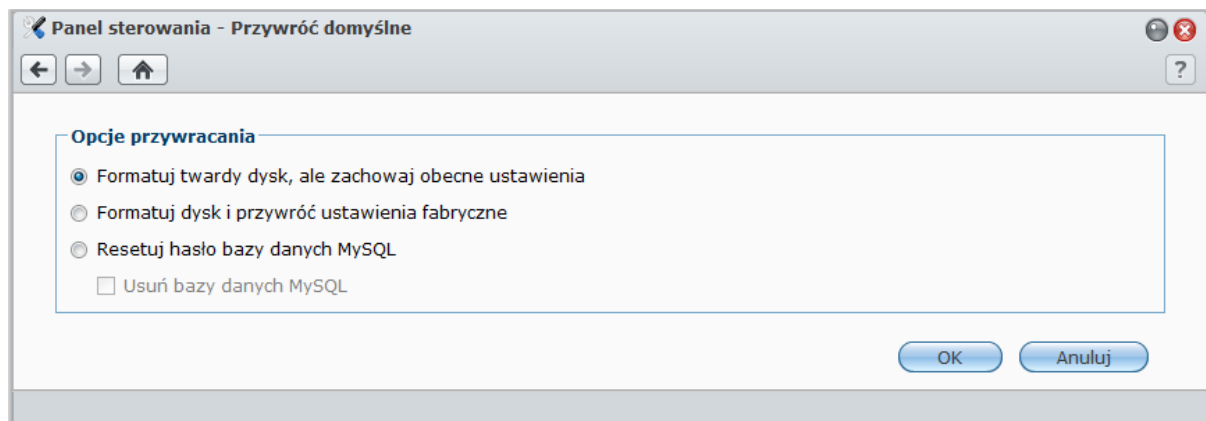 Panel sterowania - Przywróć domyślne
?
Opcje przywracania
Formatuj twardy dysk, ale zachowaj obecne ustawienia
Formatuj dysk i przywróć ustawienia fabryczne
Resetuj hasło bazy danych MySQL
Usuń bazy danych MySQL
OK Anuluj